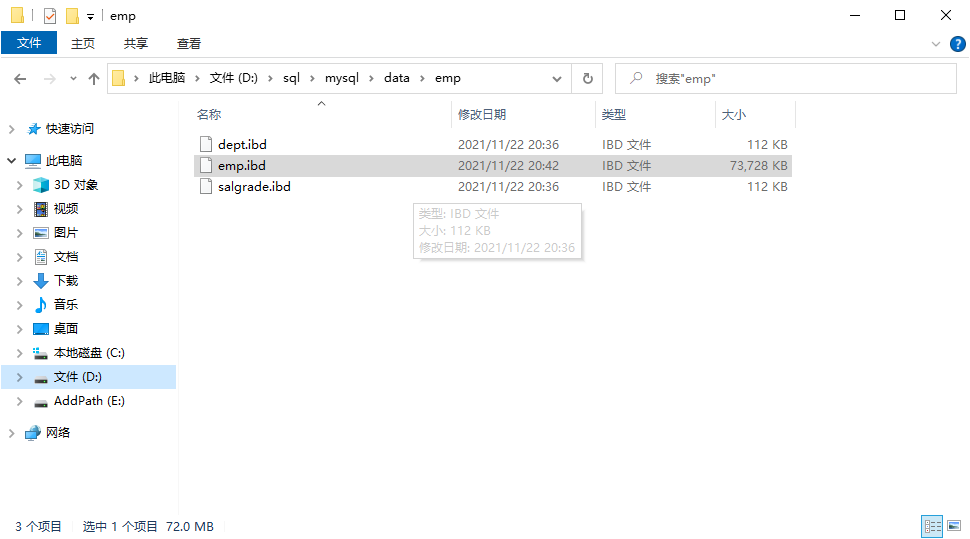 emp
文件 主页 共享 查看
此电脑 文件 (D:) sql mysql data emp 搜索"emp"
名称 修改日期 类型 大小
快速访问
此电脑
3D 对象
视频
图片
文档
下载
音乐
桌面
本地磁盘 (C:)
文件 (D:)
AddPath (E:)
网络
dept.ibd 2021/11/22 20:36 IBD 文件 112 KB
emp.ibd 2021/11/22 20:42 IBD 文件 73,728 KB
salgrade.ibd 2021/11/22 20:36 IBD 文件 112 KB
类型: IBD 文件
大小: 112 KB
修改日期: 2021/11/22 20:36
3 个项目 选中 1 个项目 72.0 MB